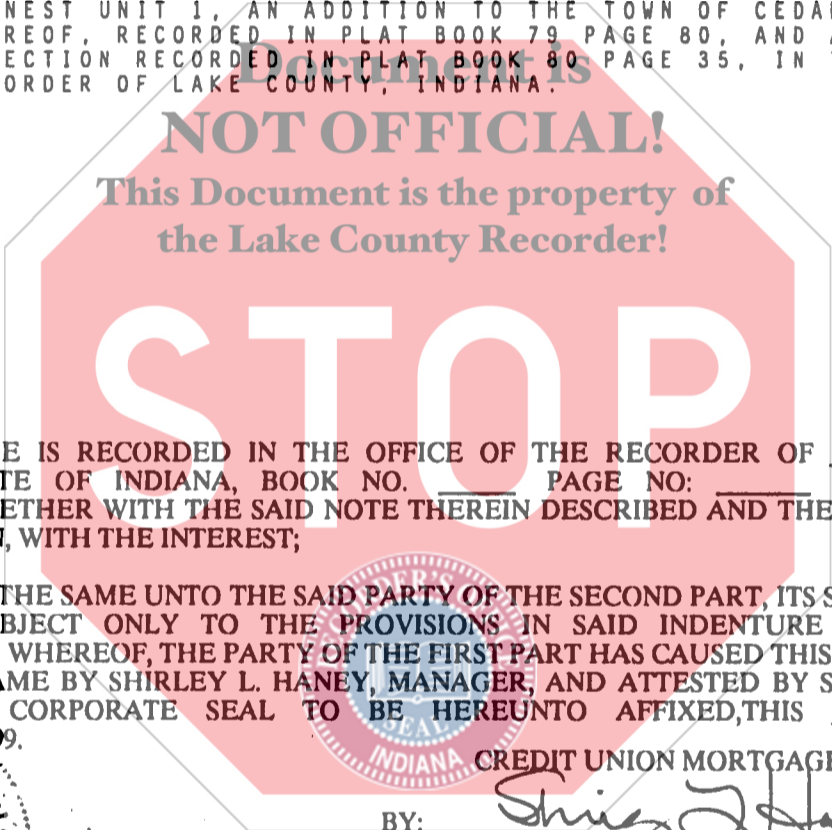 NEST UNIT 1, AN ADDITION TO THE TOWN OF CEDA
REOF, RECORDED IN PLAT BOOK 79 PAGE 80, AND
ECTION RECORDED IN PLAT BOOK 80 PAGE 35, IN
ORDER OF LAKE COUNTY, INDIANA.
Document is
NOT OFFICIAL!
This Document is the property of
the Lake County Recorder!
STOP
E IS RECORDED IN THE OFFICE OF THE RECORDER OF
TE OF INDIANA, BOOK NO. ______ PAGE NO: ______
ETHER WITH THE SAID NOTE THEREIN DESCRIBED AND THE
, WITH THE INTEREST;
THE SAME UNTO THE SAID PARTY OF THE SECOND PART, ITS S
BJECT ONLY TO THE PROVISIONS IN SAID INDENTURE
WHEREOF, THE PARTY OF THE FIRST PART HAS CAUSED THIS
AME BY SHIRLEY L. HANEY, MANAGER, AND ATTESTED BY S
CORPORATE SEAL TO BE HEREUNTO AFFIXED,THIS
9.
RECORDER'S OFFICE
SEAL
INDIANA
CREDIT UNION MORTGAGE
BY: